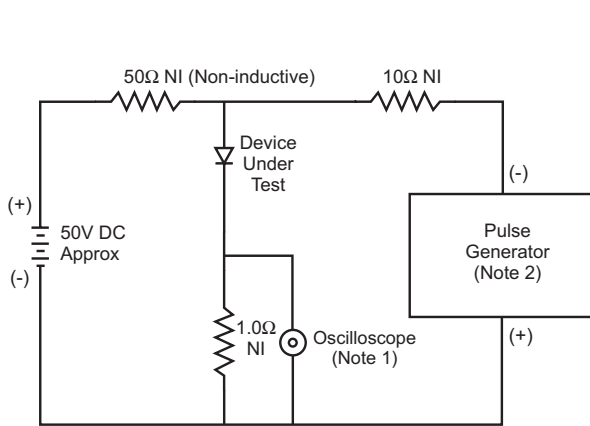 50Ω NI (Non-inductive)
10Ω NI
Device
Under
Test
(-)
(+)
50V DC
Approx
(-)
Pulse
Generator
(Note 2)
1.0Ω
NI
Oscilloscope
(Note 1)
(+)